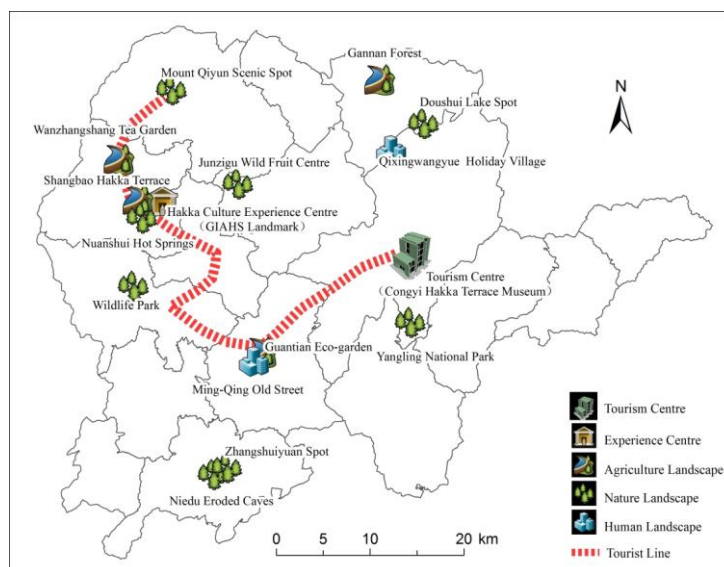 Gannan Forest
N
Mount Qiyun Scenic Spot
Doushui Lake Spot
Wanzhangshang Tea Garden
Junzigu Wild Fruit Centre
Qixingwangyue Holiday Village
Shangbao Hakka Terrace
Hakka Culture Experience Centre
(GIAHS Landmark)
Nuanshui Hot Springs
Tourism Centre
(Congyi Hakka Terrace Museum)
Wildlife Park
Guantian Eco-garden
Yangling National Park
Ming-Qing Old Street
Zhangshuiyuan Spot
Niedu Eroded Caves
Tourism Centre
Experience Centre
Agriculture Landscape
Nature Landscape
Human Landscape
Tourist Line
0 5 10 20 km